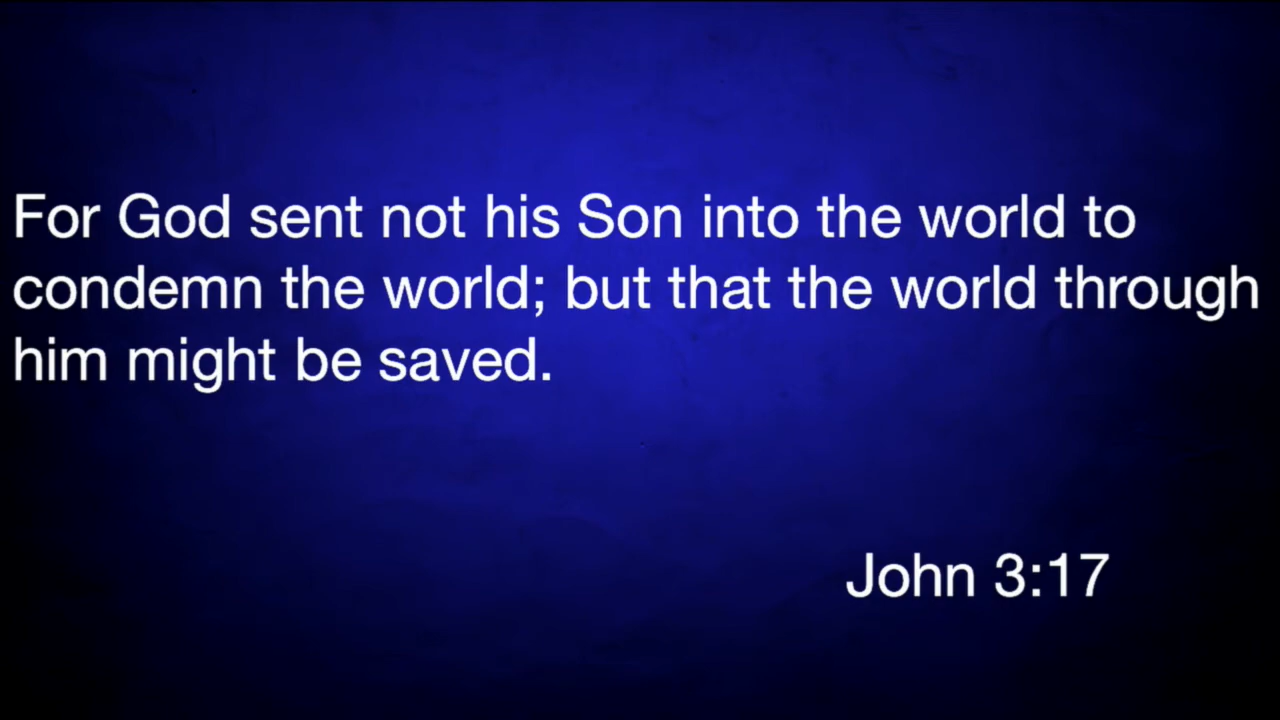 For God sent not his Son into the world to
condemn the world; but that the world through
him might be saved.
John 3:17